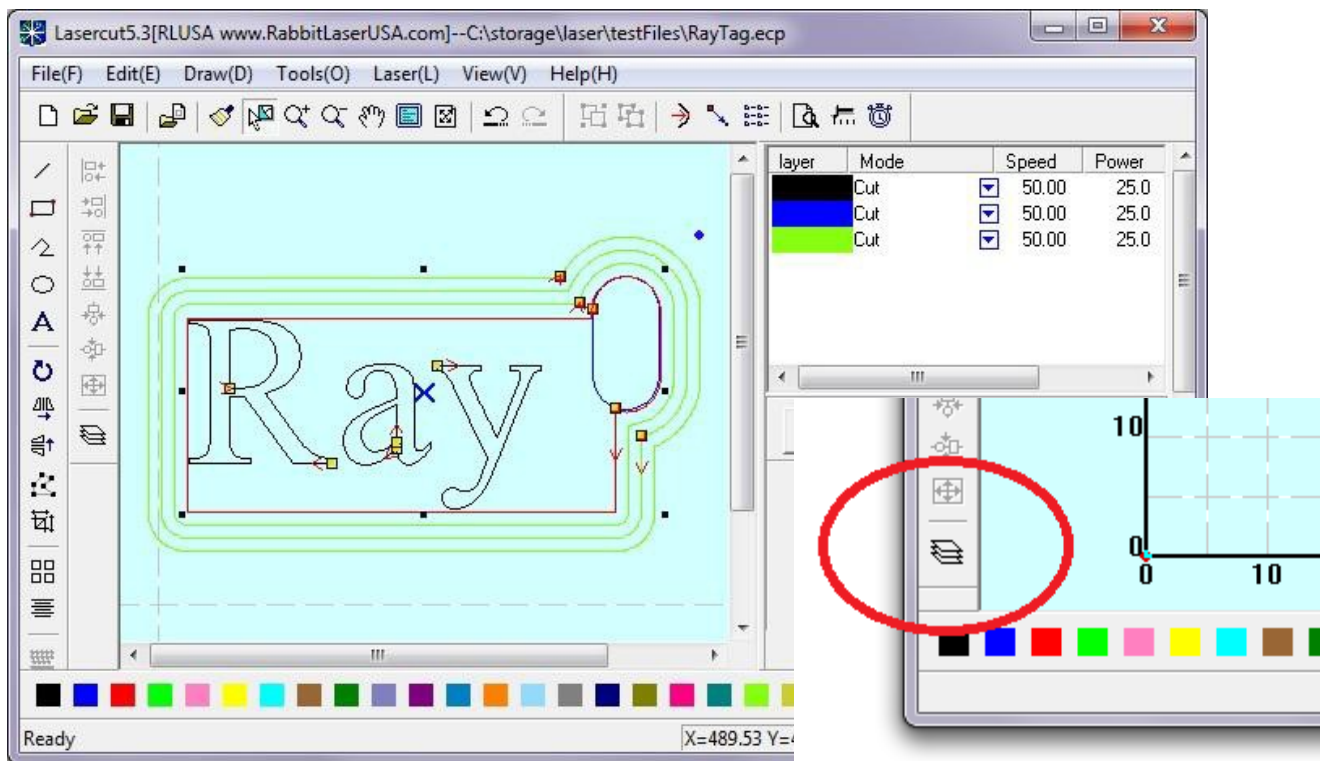 Lasercut5.3[RLUSA www.RabbitLaserUSA.com]--C:\storage\laser\testFiles\RayTag.ecp
File(F) Edit(E) Draw(D) Tools(O) Laser(L) View(V) Help(H)
layer Mode Speed Power
Cut 50.00 25.0
Cut 50.00 25.0
Cut 50.00 25.0
Ray
A
10
0
0 10
Ready
X=489.53 Y=